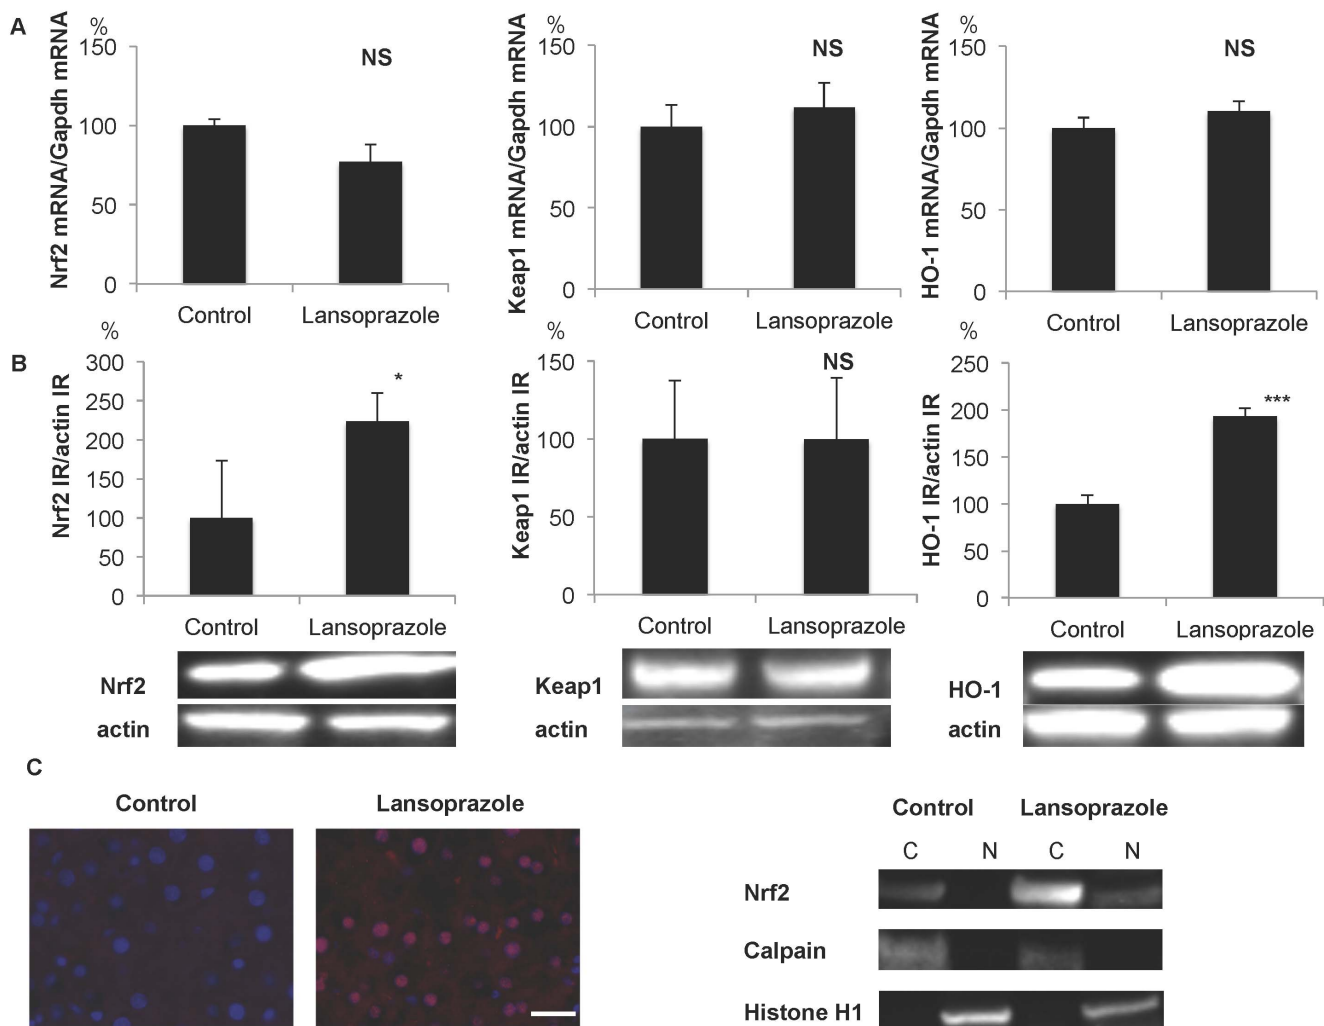 A
Nrf2 mRNA/Gapdh mRNA
%
150
100
50
0
NS
Control Lansoprazole
Keap1 mRNA/Gapdh mRNA
%
150
100
50
0
NS
Control Lansoprazole
HO-1 mRNA/Gapdh mRNA
%
150
100
50
0
NS
Control Lansoprazole
B
Nrf2 IR/actin IR
%
300
250
200
150
100
50
0
*
Control Lansoprazole
Nrf2
actin
Keap1 IR/actin IR
150
100
50
0
NS
Control Lansoprazole
Keap1
actin
HO-1 IR/actin IR
%
250
200
150
100
50
0
***
Control Lansoprazole
HO-1
actin
C
Control Lansoprazole
Control Lansoprazole
C N C N
Nrf2
Calpain
Histone H1